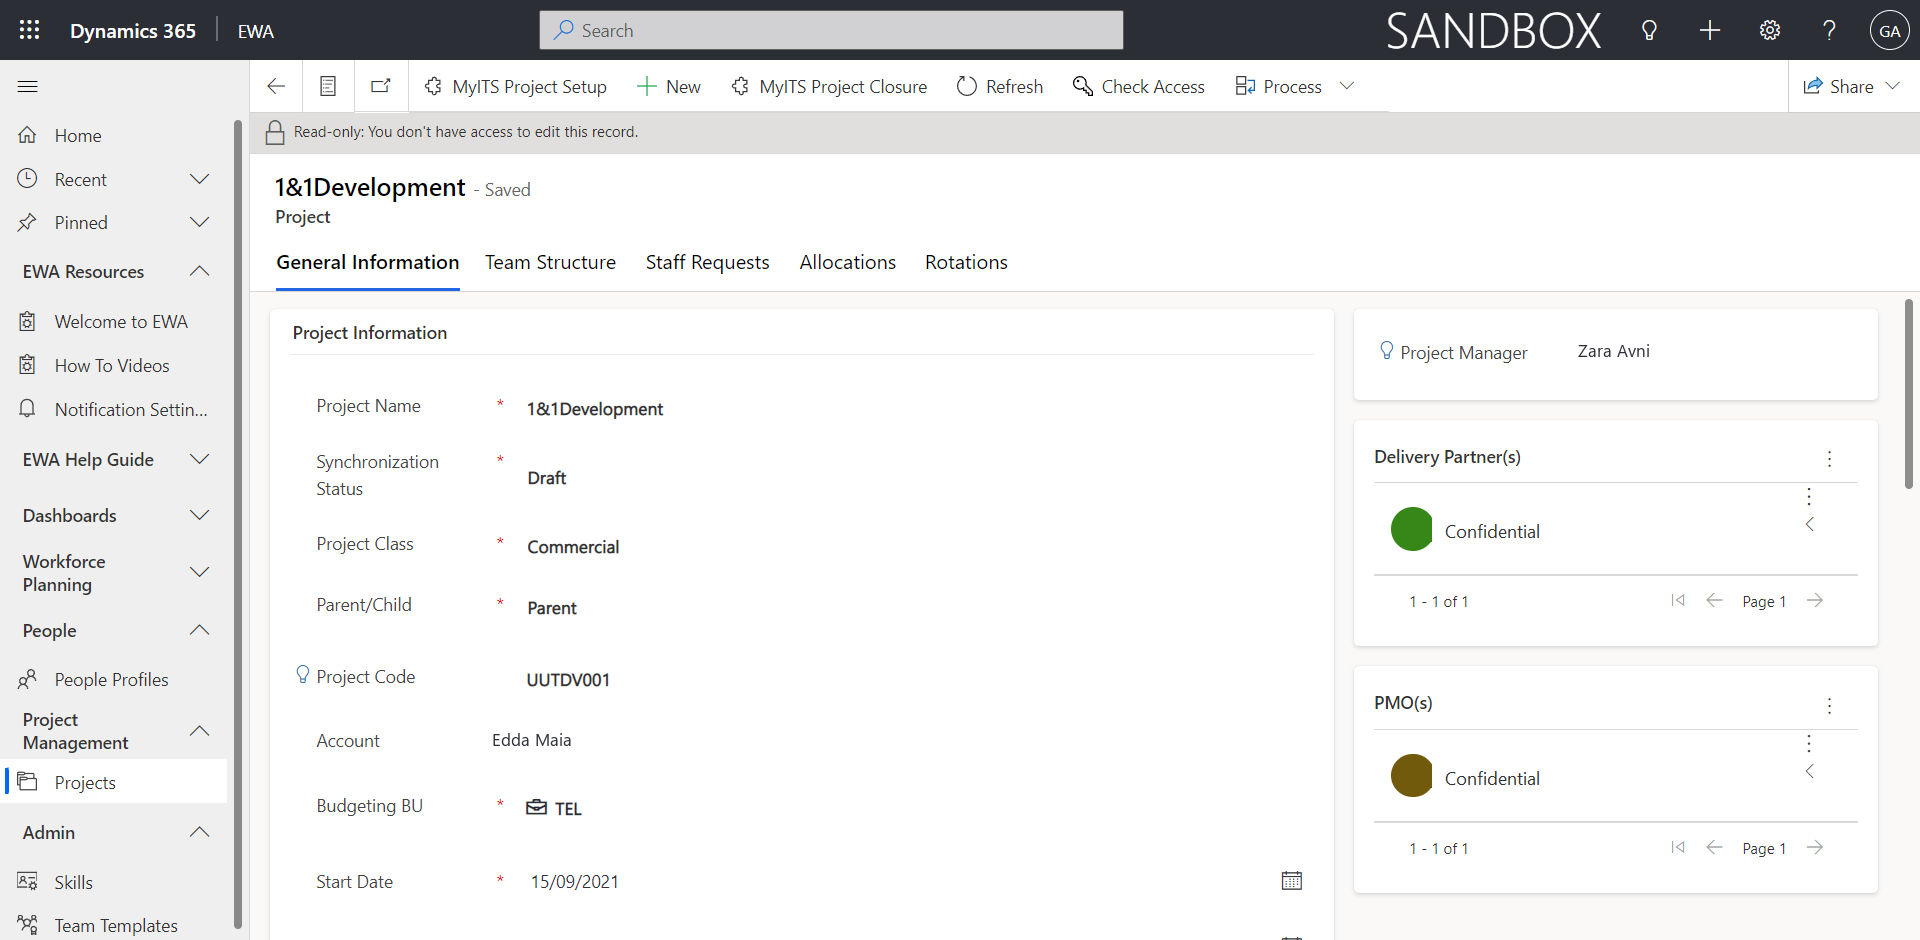 Dynamics 365
EWA
Search
SANDBOX
GA
MyITS Project Setup
New
MyITS Project Closure
Refresh
Check Access
Process
Share
Read-only: You don't have access to edit this record.
Home
Recent
Pinned
EWA Resources
Welcome to EWA
How To Videos
Notification Settin...
EWA Help Guide
Dashboards
Workforce
Planning
People
People Profiles
Project
Management
Projects
Admin
Skills
Team Templates
1&1Development - Saved
Project
General Information
Team Structure
Staff Requests
Allocations
Rotations
Project Information
Project Name * 1&1Development
Synchronization
Status
* Draft
Project Class * Commercial
Parent/Child * Parent
Project Code UUTDV001
Account Edda Maia
Budgeting BU * TEL
Start Date * 15/09/2021
Project Manager Zara Avni
Delivery Partner(s)
Confidential
1 - 1 of 1
Page 1
PMO(s)
Confidential
1 - 1 of 1
Page 1